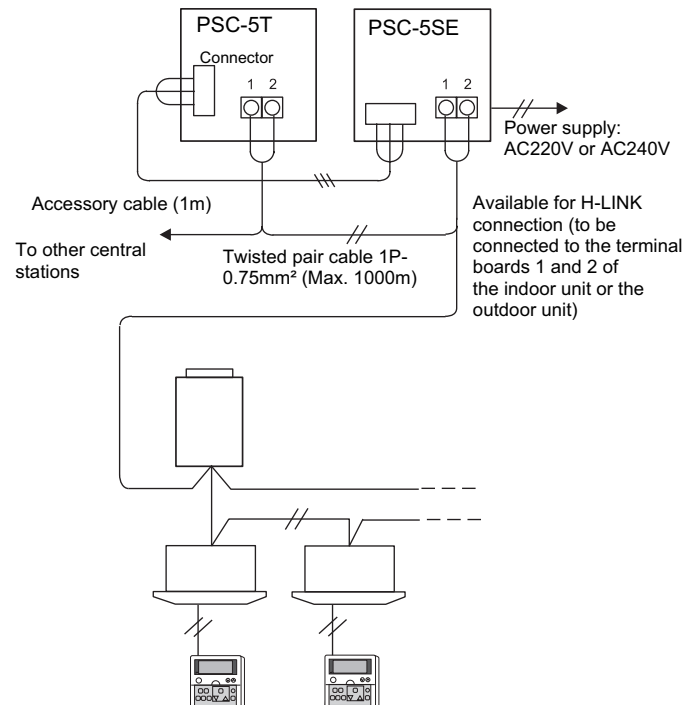 PSC-5T
Connector
1 2
PSC-5SE
1 2
Power supply:
AC220V or AC240V
Accessory cable (1m)
To other central
stations
Twisted pair cable 1P-
0.75mm² (Max. 1000m)
Available for H-LINK
connection (to be
connected to the terminal
boards 1 and 2 of
the indoor unit or the
outdoor unit)